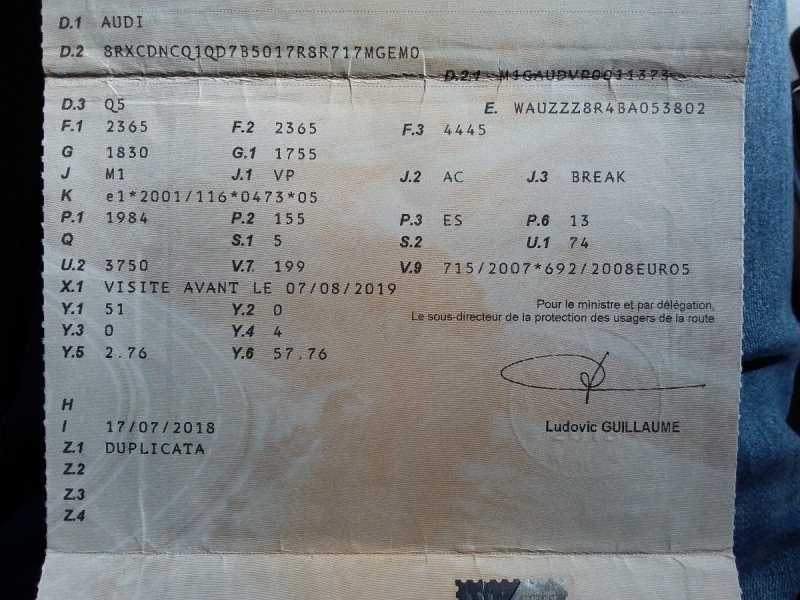 D.1 AUDI
D.2 8RXCDNCQ1QD7B5017R8R717MGEM0
D.2.1
D.3 Q5 E. WAUZZZ8R4BA053802
F.1 2365 F.2 2365 F.3 4445
G 1830 G.1 1755
J M1 J.1 VP J.2 AC J.3 BREAK
K e1*2001/116*0473*05
P.1 1984 P.2 155 P.3 ES P.6 13
Q S.1 5 S.2 U.1 74
U.2 3750 V.7. 199 V.9 715/2007*692/2008EURO5
X.1 VISITE AVANT LE 07/08/2019
Y.1 51 Y.2 0
Pour le ministre et par délégation,
Le sous-directeur de la protection des usagers de la route
Y.3 0 Y.4 4
Y.5 2.76 Y.6 57.76
H
I 17/07/2018
Ludovic GUILLAUME
Z.1 DUPLICATA
Z.2
Z.3
Z.4